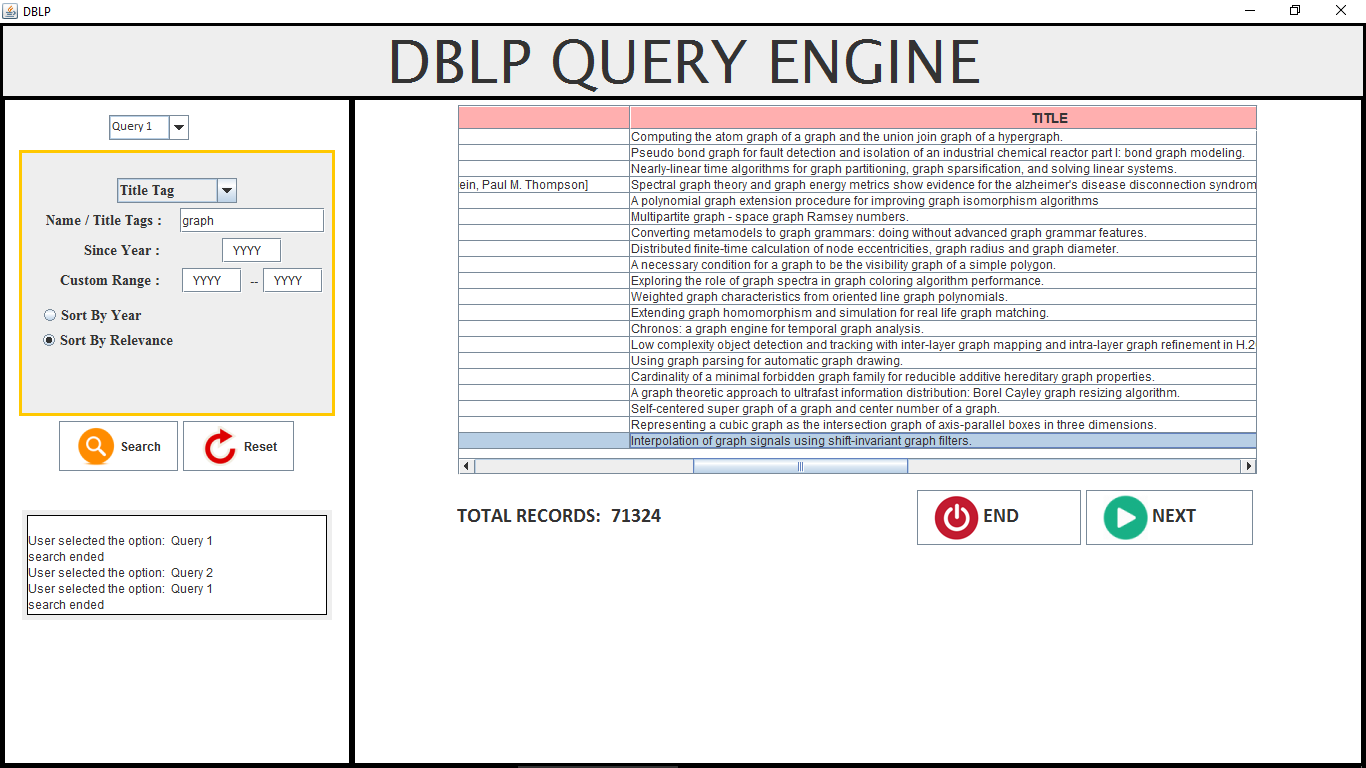 DBLP
DBLP QUERY ENGINE
Query 1
Title Tag
Name / Title Tags : graph
Since Year : YYYY
Custom Range : YYYY -- YYYY
Sort By Year
Sort By Relevance
Search Reset
User selected the option: Query 1
search ended
User selected the option: Query 2
User selected the option: Query 1
search ended
TITLE
Computing the atom graph of a graph and the union join graph of a hypergraph.
Pseudo bond graph for fault detection and isolation of an industrial chemical reactor part I: bond graph modeling.
Nearly-linear time algorithms for graph partitioning, graph sparsification, and solving linear systems.
ein, Paul M. Thompson] Spectral graph theory and graph energy metrics show evidence for the alzheimer's disease disconnection syndrom
A polynomial graph extension procedure for improving graph isomorphism algorithms
Multipartite graph - space graph Ramsey numbers.
Converting metamodels to graph grammars: doing without advanced graph grammar features.
Distributed finite-time calculation of node eccentricities, graph radius and graph diameter.
A necessary condition for a graph to be the visibility graph of a simple polygon.
Exploring the role of graph spectra in graph coloring algorithm performance.
Weighted graph characteristics from oriented line graph polynomials.
Extending graph homomorphism and simulation for real life graph matching.
Chronos: a graph engine for temporal graph analysis.
Low complexity object detection and tracking with inter-layer graph mapping and intra-layer graph refinement in H.2
Using graph parsing for automatic graph drawing.
Cardinality of a minimal forbidden graph family for reducible additive hereditary graph properties.
A graph theoretic approach to ultrafast information distribution: Borel Cayley graph resizing algorithm.
Self-centered super graph of a graph and center number of a graph.
Representing a cubic graph as the intersection graph of axis-parallel boxes in three dimensions.
Interpolation of graph signals using shift-invariant graph filters.
TOTAL RECORDS: 71324
END NEXT